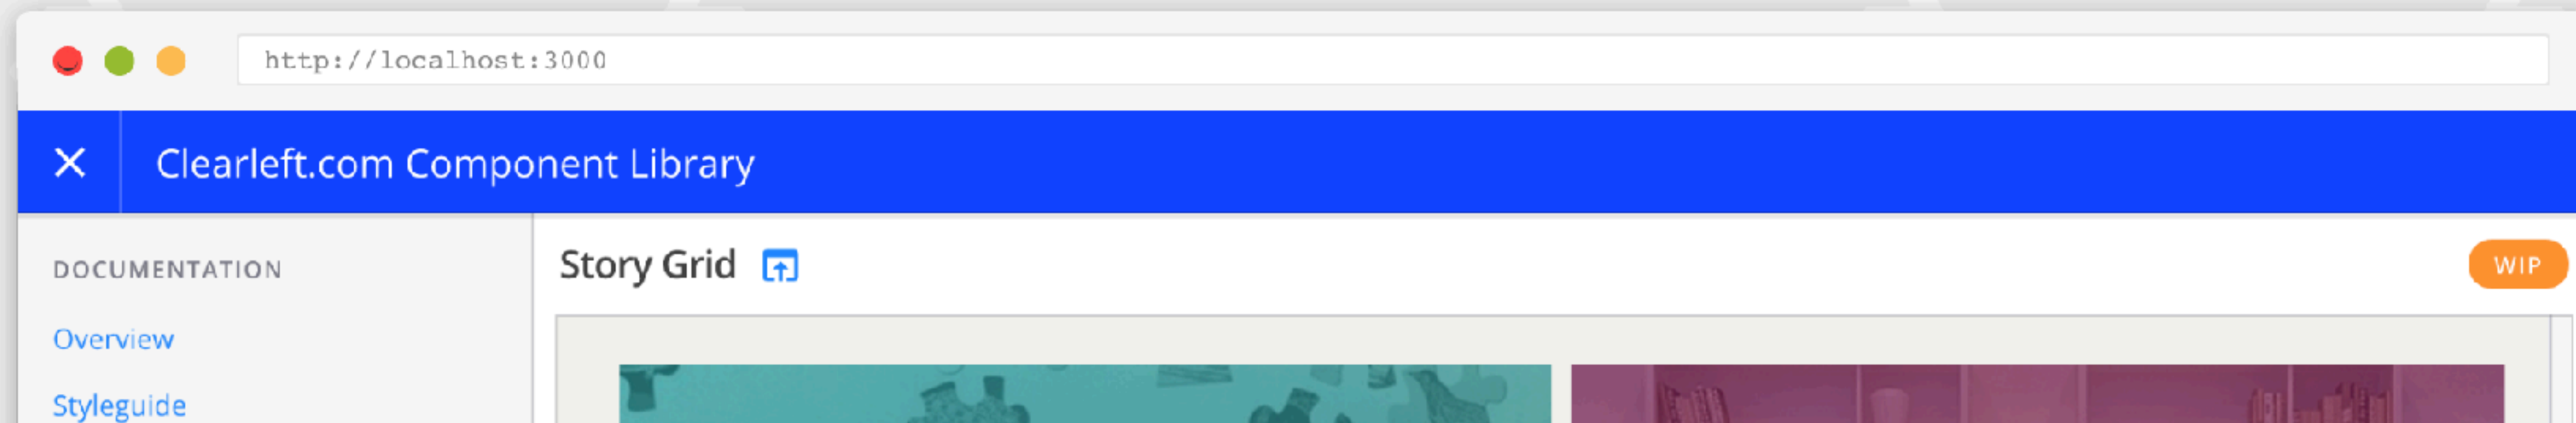 http://localhost:3000
Clearleft.com Component Library
DOCUMENTATION
Story Grid
WIP
Overview
Styleguide